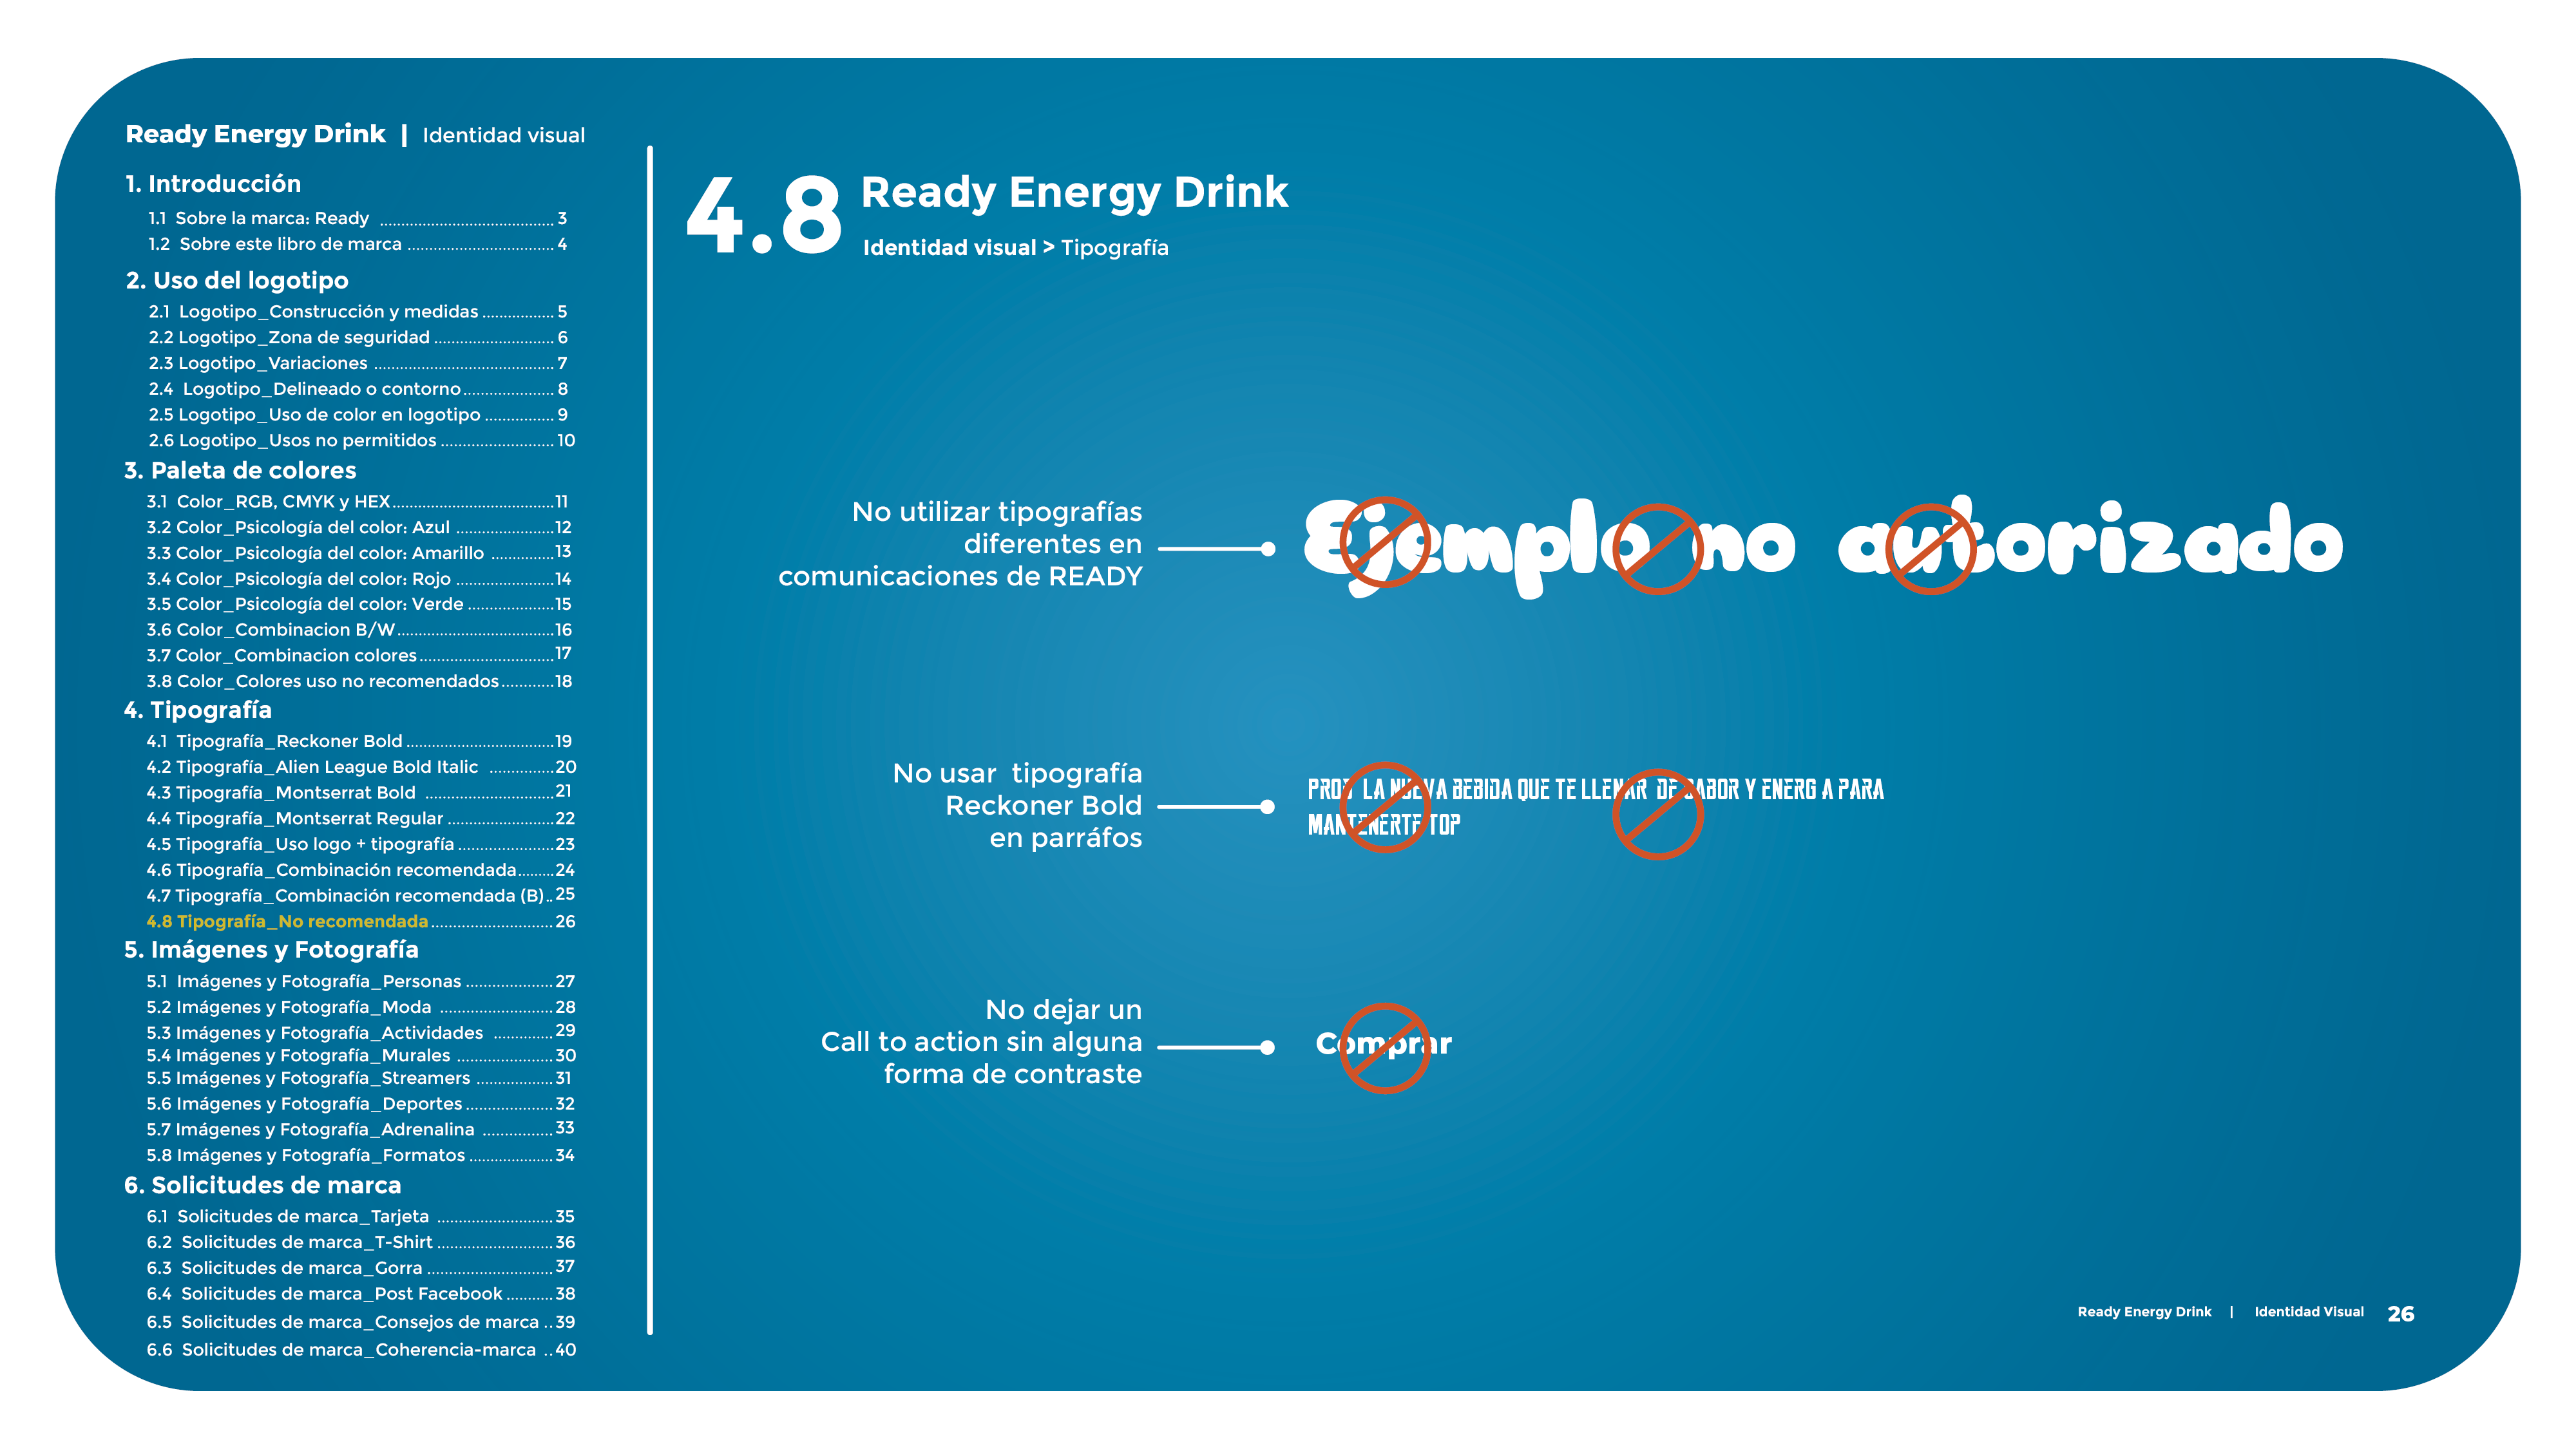 Ready Energy Drink | Identidad visual
1. Introducción
1.1 Sobre la marca: Ready ........................................ 3
1.2 Sobre este libro de marca .................................. 4
2. Uso del logotipo
2.1 Logotipo_Construcción y medidas ................ 5
2.2 Logotipo_Zona de seguridad ........................... 6
2.3 Logotipo_Variaciones ......................................... 7
2.4 Logotipo_Delineado o contorno..................... 8
2.5 Logotipo_Uso de color en logotipo ................ 9
2.6 Logotipo_Usos no permitidos .......................... 10
3. Paleta de colores
3.1 Color_RGB, CMYK y HEX.....................................11
3.2 Color_Psicología del color: Azul ......................12
3.3 Color_Psicología del color: Amarillo ..............13
3.4 Color_Psicología del color: Rojo ......................14
3.5 Color_Psicología del color: Verde ...................15
3.6 Color_Combinacion B/W...................................16
3.7 Color_Combinacion colores..............................17
3.8 Color_Colores uso no recomendados............18
4. Tipografía
4.1 Tipografía_Reckoner Bold .................................19
4.2 Tipografía_Alien League Bold Italic ..............20
4.3 Tipografía_Montserrat Bold .............................21
4.4 Tipografía_Montserrat Regular ........................22
4.5 Tipografía_Uso logo + tipografía .....................23
4.6 Tipografía_Combinación recomendada........24
4.7 Tipografía_Combinación recomendada (B)..25
4.8 Tipografía_No recomendada...........................26
5. Imágenes y Fotografía
5.1 Imágenes y Fotografía_Personas ...................27
5.2 Imágenes y Fotografía_Moda .........................28
5.3 Imágenes y Fotografía_Actividades .............29
5.4 Imágenes y Fotografía_Murales .....................30
5.5 Imágenes y Fotografía_Streamers .................31
5.6 Imágenes y Fotografía_Deportes...................32
5.7 Imágenes y Fotografía_Adrenalina ...............33
5.8 Imágenes y Fotografía_Formatos ..................34
6. Solicitudes de marca
6.1 Solicitudes de marca_Tarjeta ..........................35
6.2 Solicitudes de marca_T-Shirt ..........................36
6.3 Solicitudes de marca_Gorra ............................37
6.4 Solicitudes de marca_Post Facebook ...........38
6.5 Solicitudes de marca_Consejos de marca ..39
6.6 Solicitudes de marca_Coherencia-marca ..40
4.8 Ready Energy Drink
Identidad visual > Tipografía
No utilizar tipografías
diferentes en
comunicaciones de READY
Ejemplo no autorizado
No usar tipografía
Reckoner Bold
en parráfos
LA NUEVA BEBIDA QUE TE LLENAR DE SABOR Y ENERG A PARA
MANTENERTE TOP
No dejar un
Call to action sin alguna
forma de contraste
Comprar
Ready Energy Drink | Identidad Visual 26